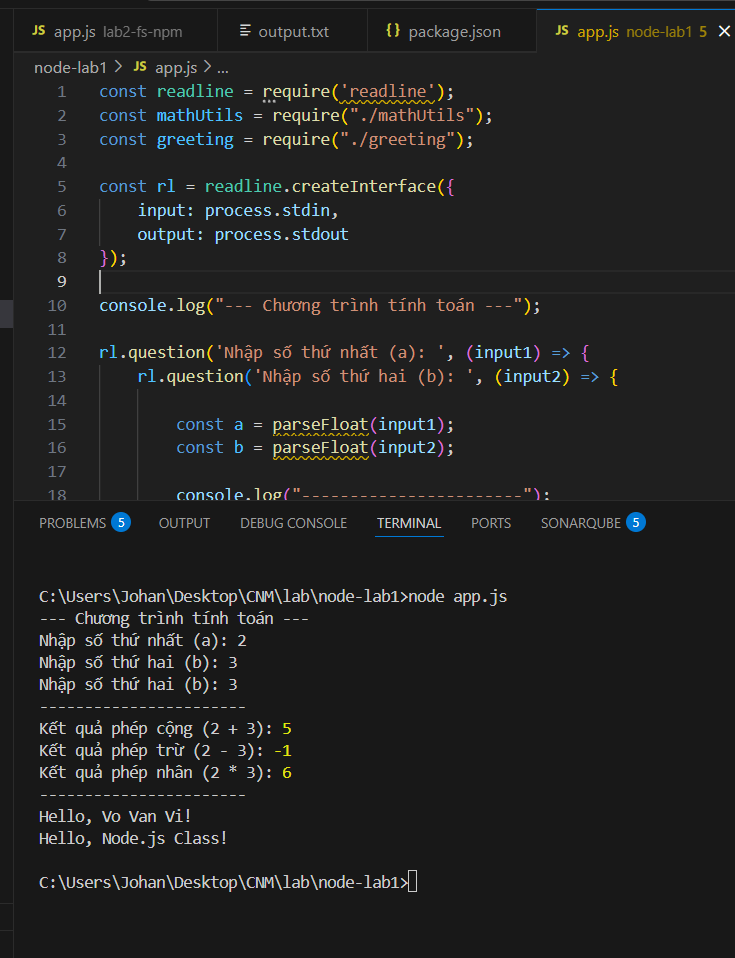 JS app.js lab2-fs-npm
output.txt
{} package.json
JS app.js node-lab1 5
node-lab1 > JS app.js > ...
1 const readline = require('readline');
2 const mathUtils = require("./mathUtils");
3 const greeting = require("./greeting");
4
5 const rl = readline.createInterface({
6 input: process.stdin,
7 output: process.stdout
8 });
9
10 console.log("--- Chương trình tính toán ---");
11
12 rl.question('Nhập số thứ nhất (a): ', (input1) => {
13 rl.question('Nhập số thứ hai (b): ', (input2) => {
14
15 const a = parseFloat(input1);
16 const b = parseFloat(input2);
17
18 console.log("-----------------------");
PROBLEMS 5 OUTPUT DEBUG CONSOLE TERMINAL PORTS SONARQUBE 5
C:\Users\Johan\Desktop\CNM\lab\node-lab1>node app.js
--- Chương trình tính toán ---
Nhập số thứ nhất (a): 2
Nhập số thứ hai (b): 3
Nhập số thứ hai (b): 3
-----------------------
Kết quả phép cộng (2 + 3): 5
Kết quả phép trừ (2 - 3): -1
Kết quả phép nhân (2 * 3): 6
-----------------------
Hello, Vo Van Vi!
Hello, Node.js Class!
C:\Users\Johan\Desktop\CNM\lab\node-lab1>